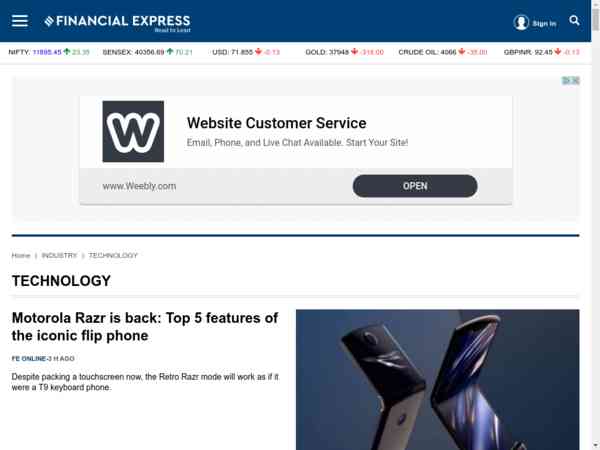 FINANCIAL EXPRESS
Read to Lead
Sign in
NIFTY: 11895.45 23.35 SENSEX: 40356.69 70.21 USD: 71.855 -0.13 GOLD: 37948 -318.00 CRUDE OIL: 4066 -35.00 GBPINR: 92.45 -0.13
W
Website Customer Service
Email, Phone, and Live Chat Available. Start Your Site!
www.Weebly.com OPEN
Home | INDUSTRY | TECHNOLOGY
TECHNOLOGY
Motorola Razr is back: Top 5 features of
the iconic flip phone
FE ONLINE-3 H AGO
Despite packing a touchscreen now, the Retro Razr mode will work as if it
were a T9 keyboard phone.